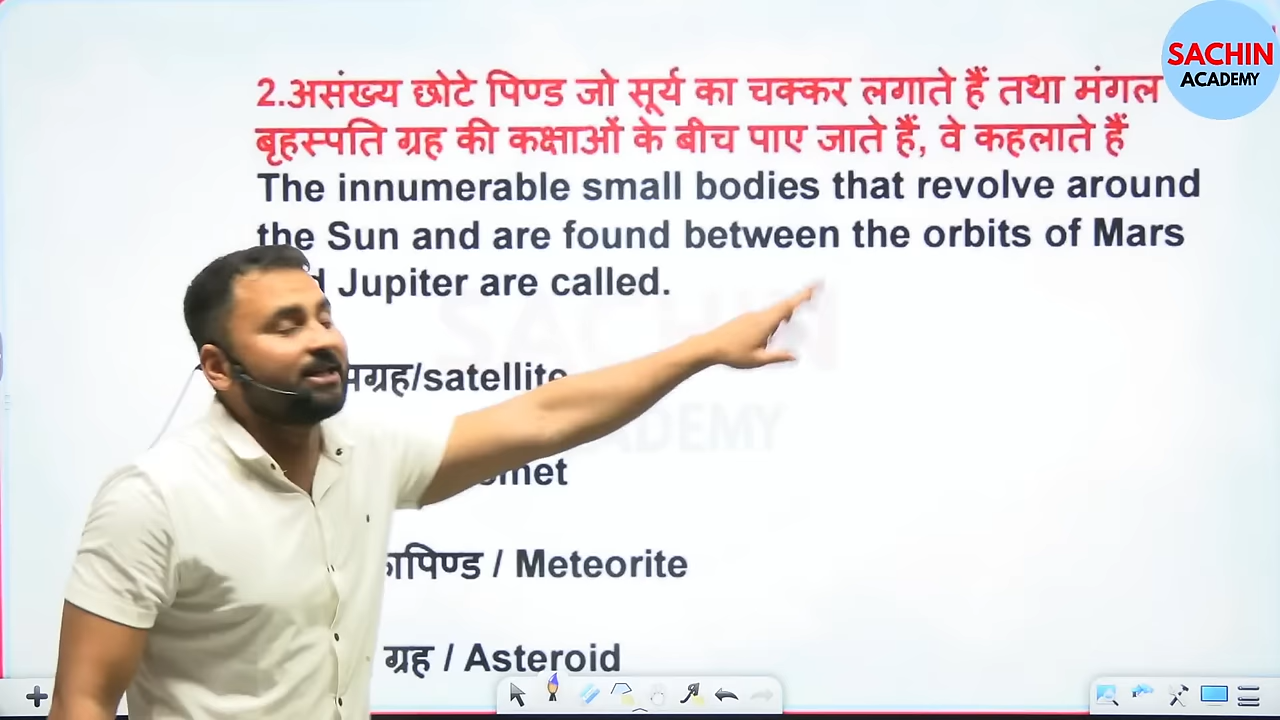 SACHIN
ACADEMY
2.असंख्य छोटे पिण्ड जो सूर्य का चक्कर लगाते हैं तथा मंगल
बृहस्पति ग्रह की कक्षाओं के बीच पाए जाते हैं, वे कहलाते हैं
The innumerable small bodies that revolve around
the Sun and are found between the orbits of Mars
Jupiter are called.
SACHIN
ACADEMY
/satellite
/ Meteorite
ग्रह / Asteroid